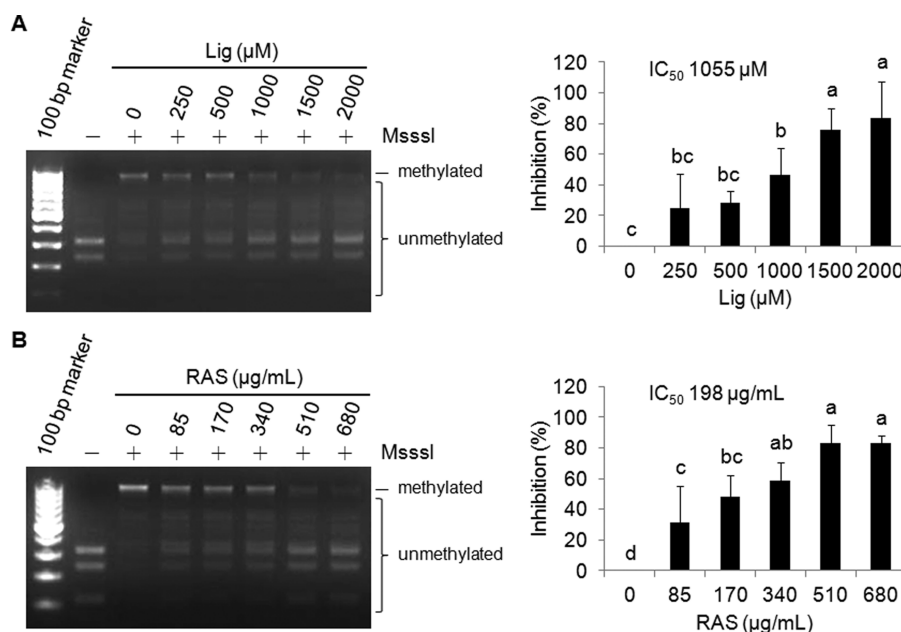 A
100 bp marker
Lig (µM)
0 250 500 1000 1500 2000
– + + + + + + MsssI
methylated
unmethylated
IC50 1055 µM
Inhibition (%)
120
100
80
60
40
20
0
c bc bc b a a
0 250 500 1000 1500 2000
Lig (µM)
B
100 bp marker
RAS (µg/mL)
0 85 170 340 510 680
– + + + + + + MsssI
methylated
unmethylated
IC50 198 µg/mL
Inhibition (%)
120
100
80
60
40
20
0
d c bc ab a a
0 85 170 340 510 680
RAS (µg/mL)